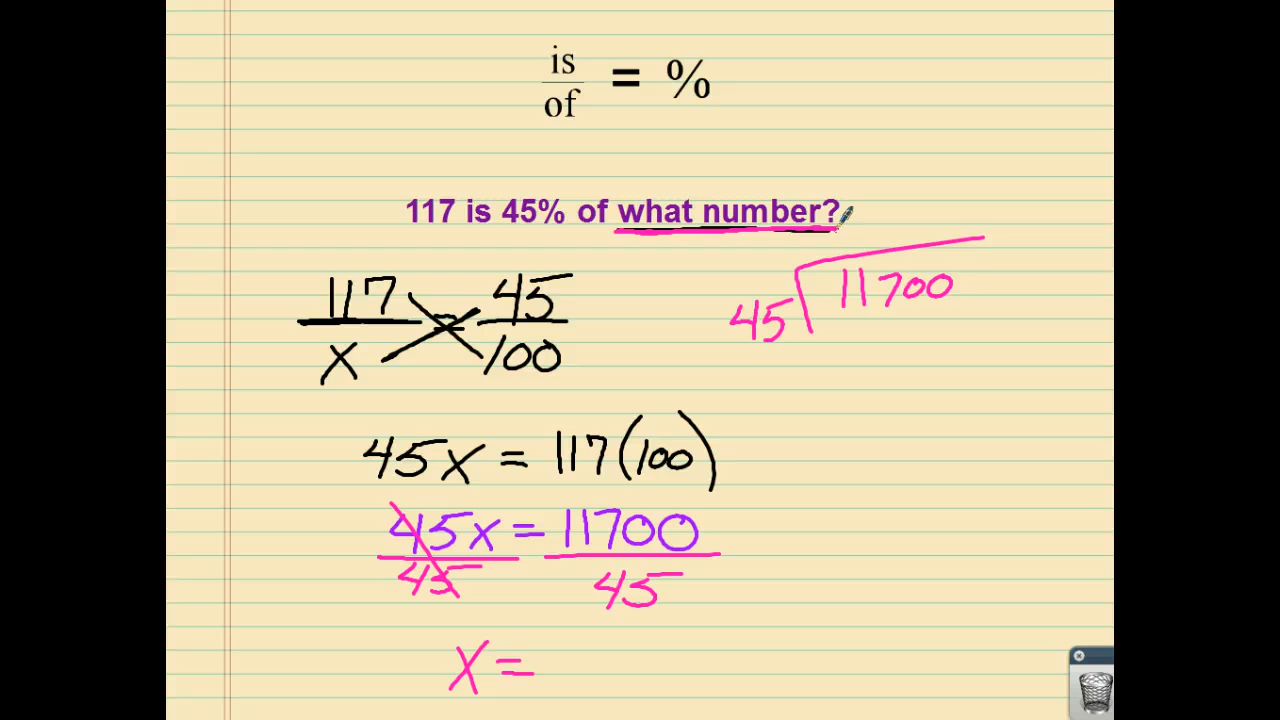 is
of = %
117 is 45% of what number?
117/x = 45/100
45 11700
45x = 117(100)
45x = 11700
45 45
x =